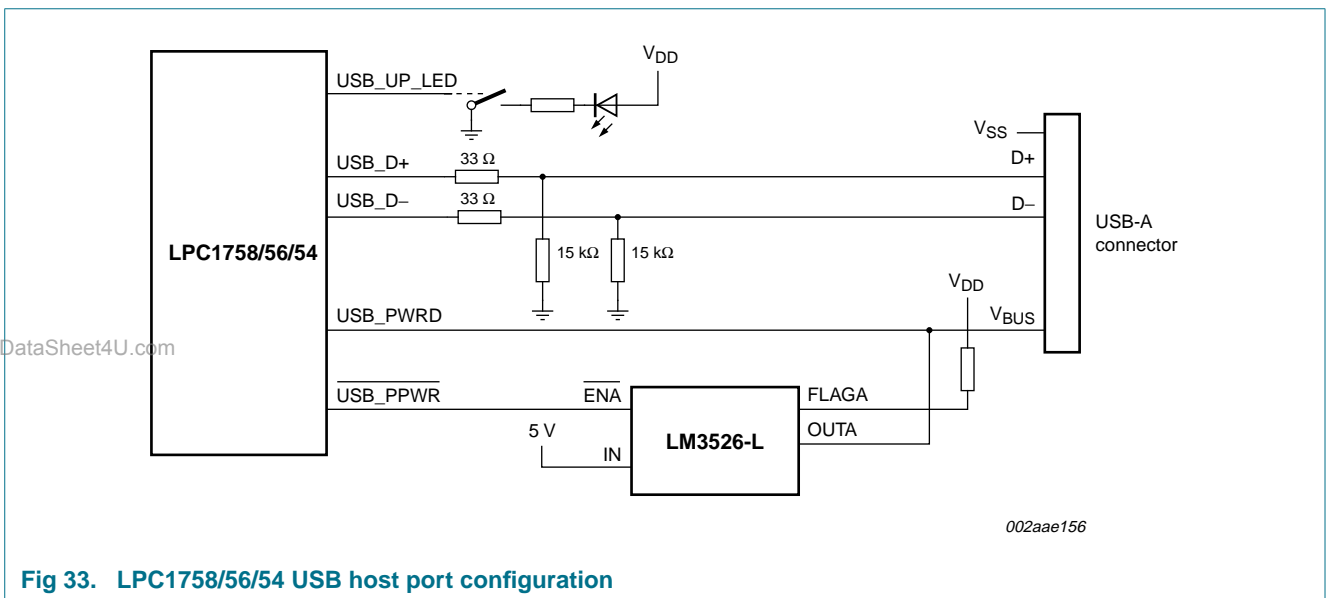 V_DD
USB_UP_LED
V_SS
USB_D+
33 Ω
D+
USB_D−
33 Ω
D−
USB-A
connector
LPC1758/56/54
15 kΩ
15 kΩ
V_DD
USB_PWRD
V_BUS
DataSheet4U.com
USB_PPWR
ENA
FLAGA
5 V
IN
LM3526-L
OUTA
002aae156
Fig 33. LPC1758/56/54 USB host port configuration